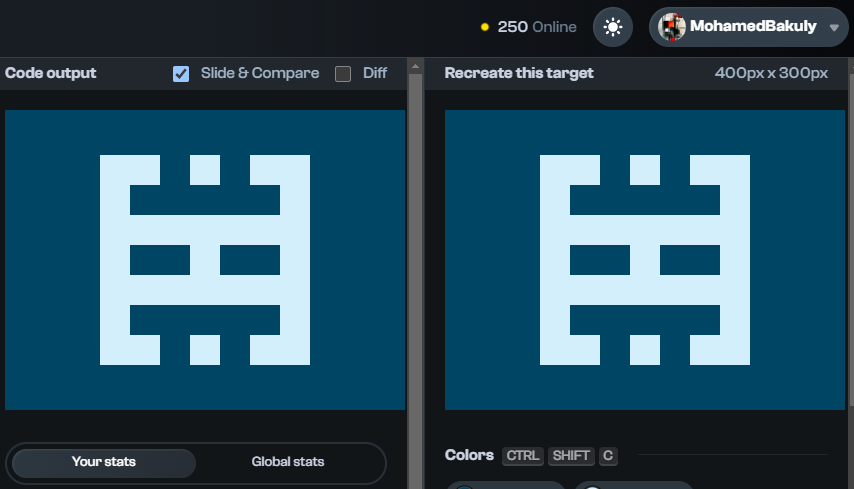 250 Online
MohamedBakuly
Code output
Slide & Compare
Diff
Recreate this target
400px x 300px
Your stats
Global stats
Colors CTRL SHIFT C